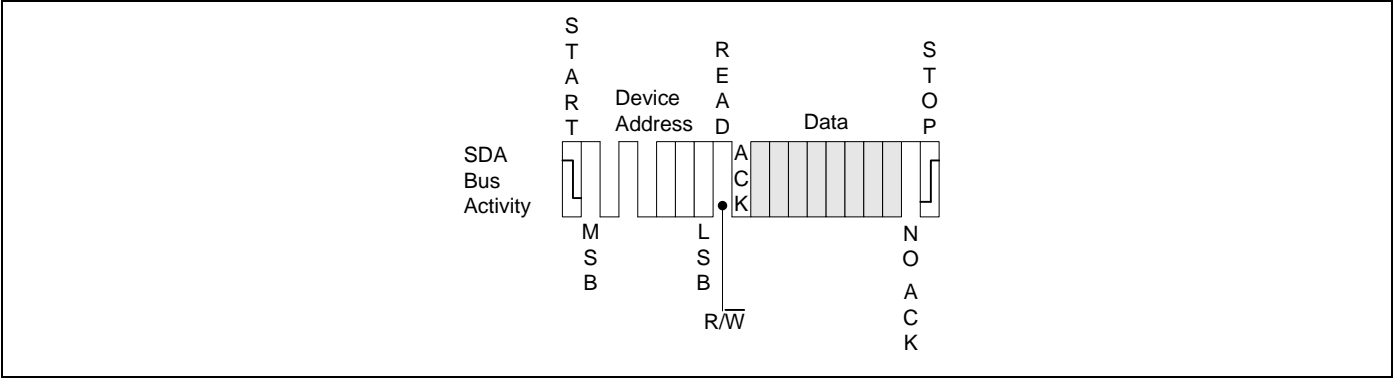 START
READ
STOP
Device
Address
Data
SDA
Bus
Activity
ACK
MSB
LSB
NO ACK
R/W̅